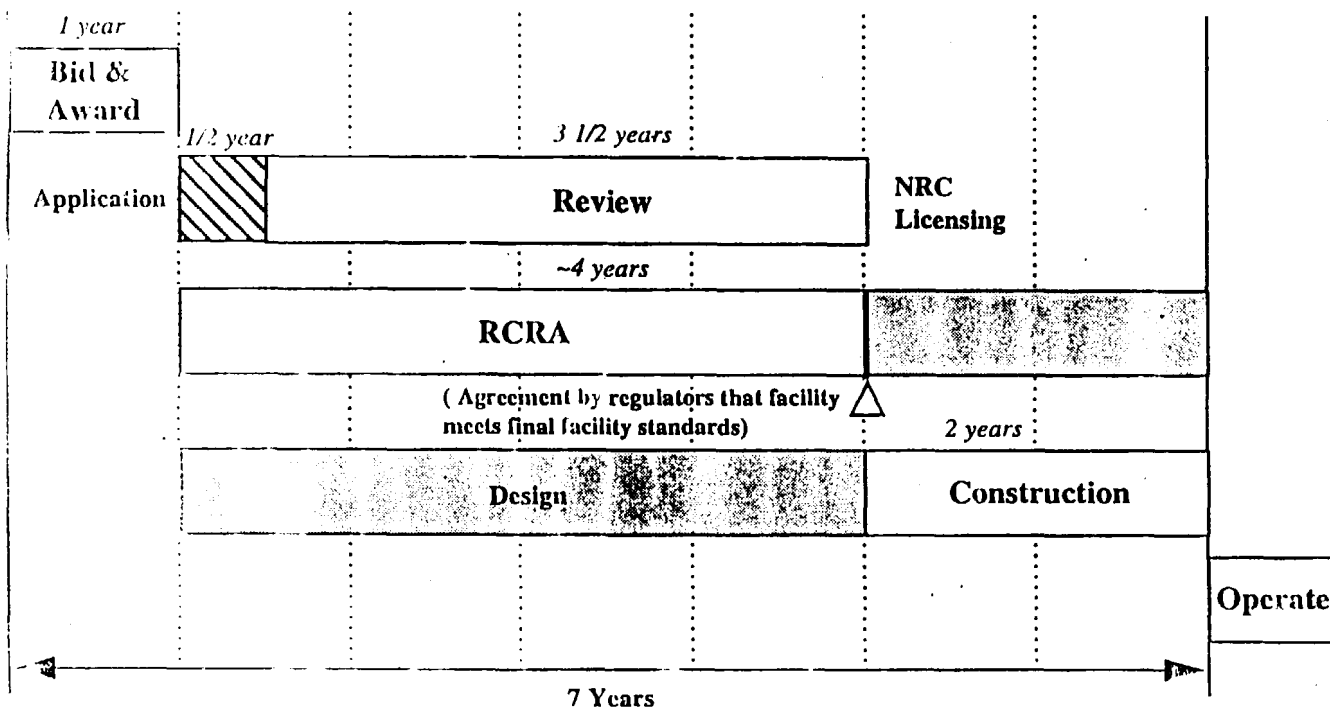 1 year
Bid &
Award
1/2 year
3 1/2 years
Application
Review
NRC
Licensing
~4 years
RCRA
( Agreement by regulators that facility
meets final facility standards)
2 years
Design
Construction
Operate
7 Years